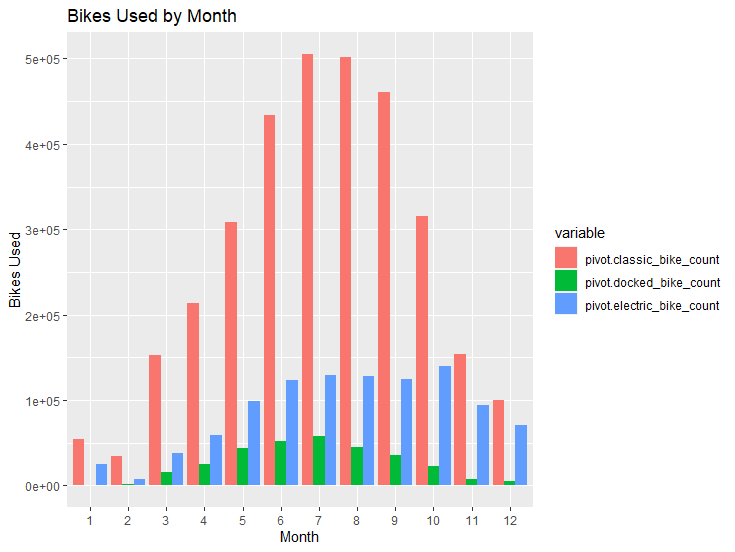 Bikes Used by Month
5e+05
4e+05
3e+05
2e+05
1e+05
0e+00
Bikes Used
1 2 3 4 5 6 7 8 9 10 11 12
Month
variable
pivot.classic_bike_count
pivot.docked_bike_count
pivot.electric_bike_count